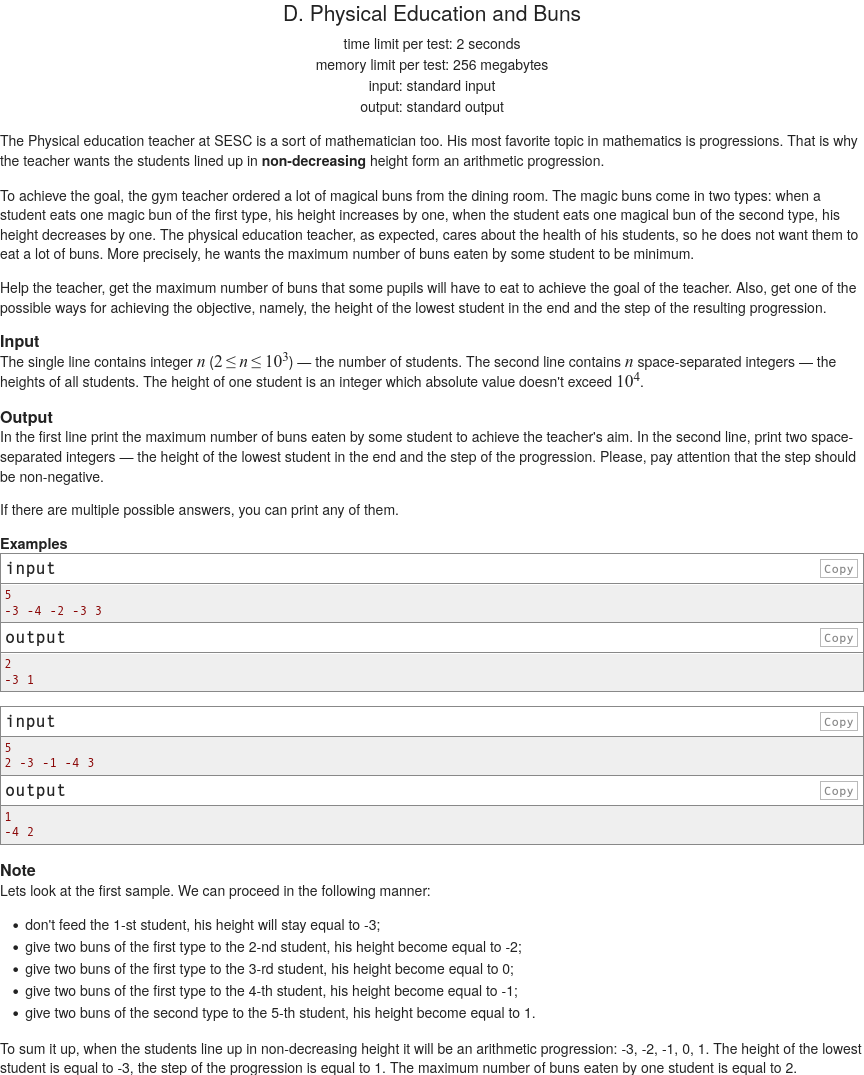 D. Physical Education and Buns
time limit per test: 2 seconds
memory limit per test: 256 megabytes
input: standard input
output: standard output
The Physical education teacher at SESC is a sort of mathematician too. His most favorite topic in mathematics is progressions. That is why
the teacher wants the students lined up in non-decreasing height form an arithmetic progression.
To achieve the goal, the gym teacher ordered a lot of magical buns from the dining room. The magic buns come in two types: when a
student eats one magic bun of the first type, his height increases by one, when the student eats one magical bun of the second type, his
height decreases by one. The physical education teacher, as expected, cares about the health of his students, so he does not want them to
eat a lot of buns. More precisely, he wants the maximum number of buns eaten by some student to be minimum.
Help the teacher, get the maximum number of buns that some pupils will have to eat to achieve the goal of the teacher. Also, get one of the
possible ways for achieving the objective, namely, the height of the lowest student in the end and the step of the resulting progression.
Input
The single line contains integer n (2 ≤ n ≤ 10³) — the number of students. The second line contains n space-separated integers — the
heights of all students. The height of one student is an integer which absolute value doesn't exceed 10⁴.
Output
In the first line print the maximum number of buns eaten by some student to achieve the teacher's aim. In the second line, print two space-
separated integers — the height of the lowest student in the end and the step of the progression. Please, pay attention that the step should
be non-negative.
If there are multiple possible answers, you can print any of them.
Examples
input Copy
5
-3 -4 -2 -3 3
output Copy
2
-3 1
input Copy
5
2 -3 -1 -4 3
output Copy
1
-4 2
Note
Lets look at the first sample. We can proceed in the following manner:
• don't feed the 1-st student, his height will stay equal to -3;
• give two buns of the first type to the 2-nd student, his height become equal to -2;
• give two buns of the first type to the 3-rd student, his height become equal to 0;
• give two buns of the first type to the 4-th student, his height become equal to -1;
• give two buns of the second type to the 5-th student, his height become equal to 1.
To sum it up, when the students line up in non-decreasing height it will be an arithmetic progression: -3, -2, -1, 0, 1. The height of the lowest
student is equal to -3, the step of the progression is equal to 1. The maximum number of buns eaten by one student is equal to 2.